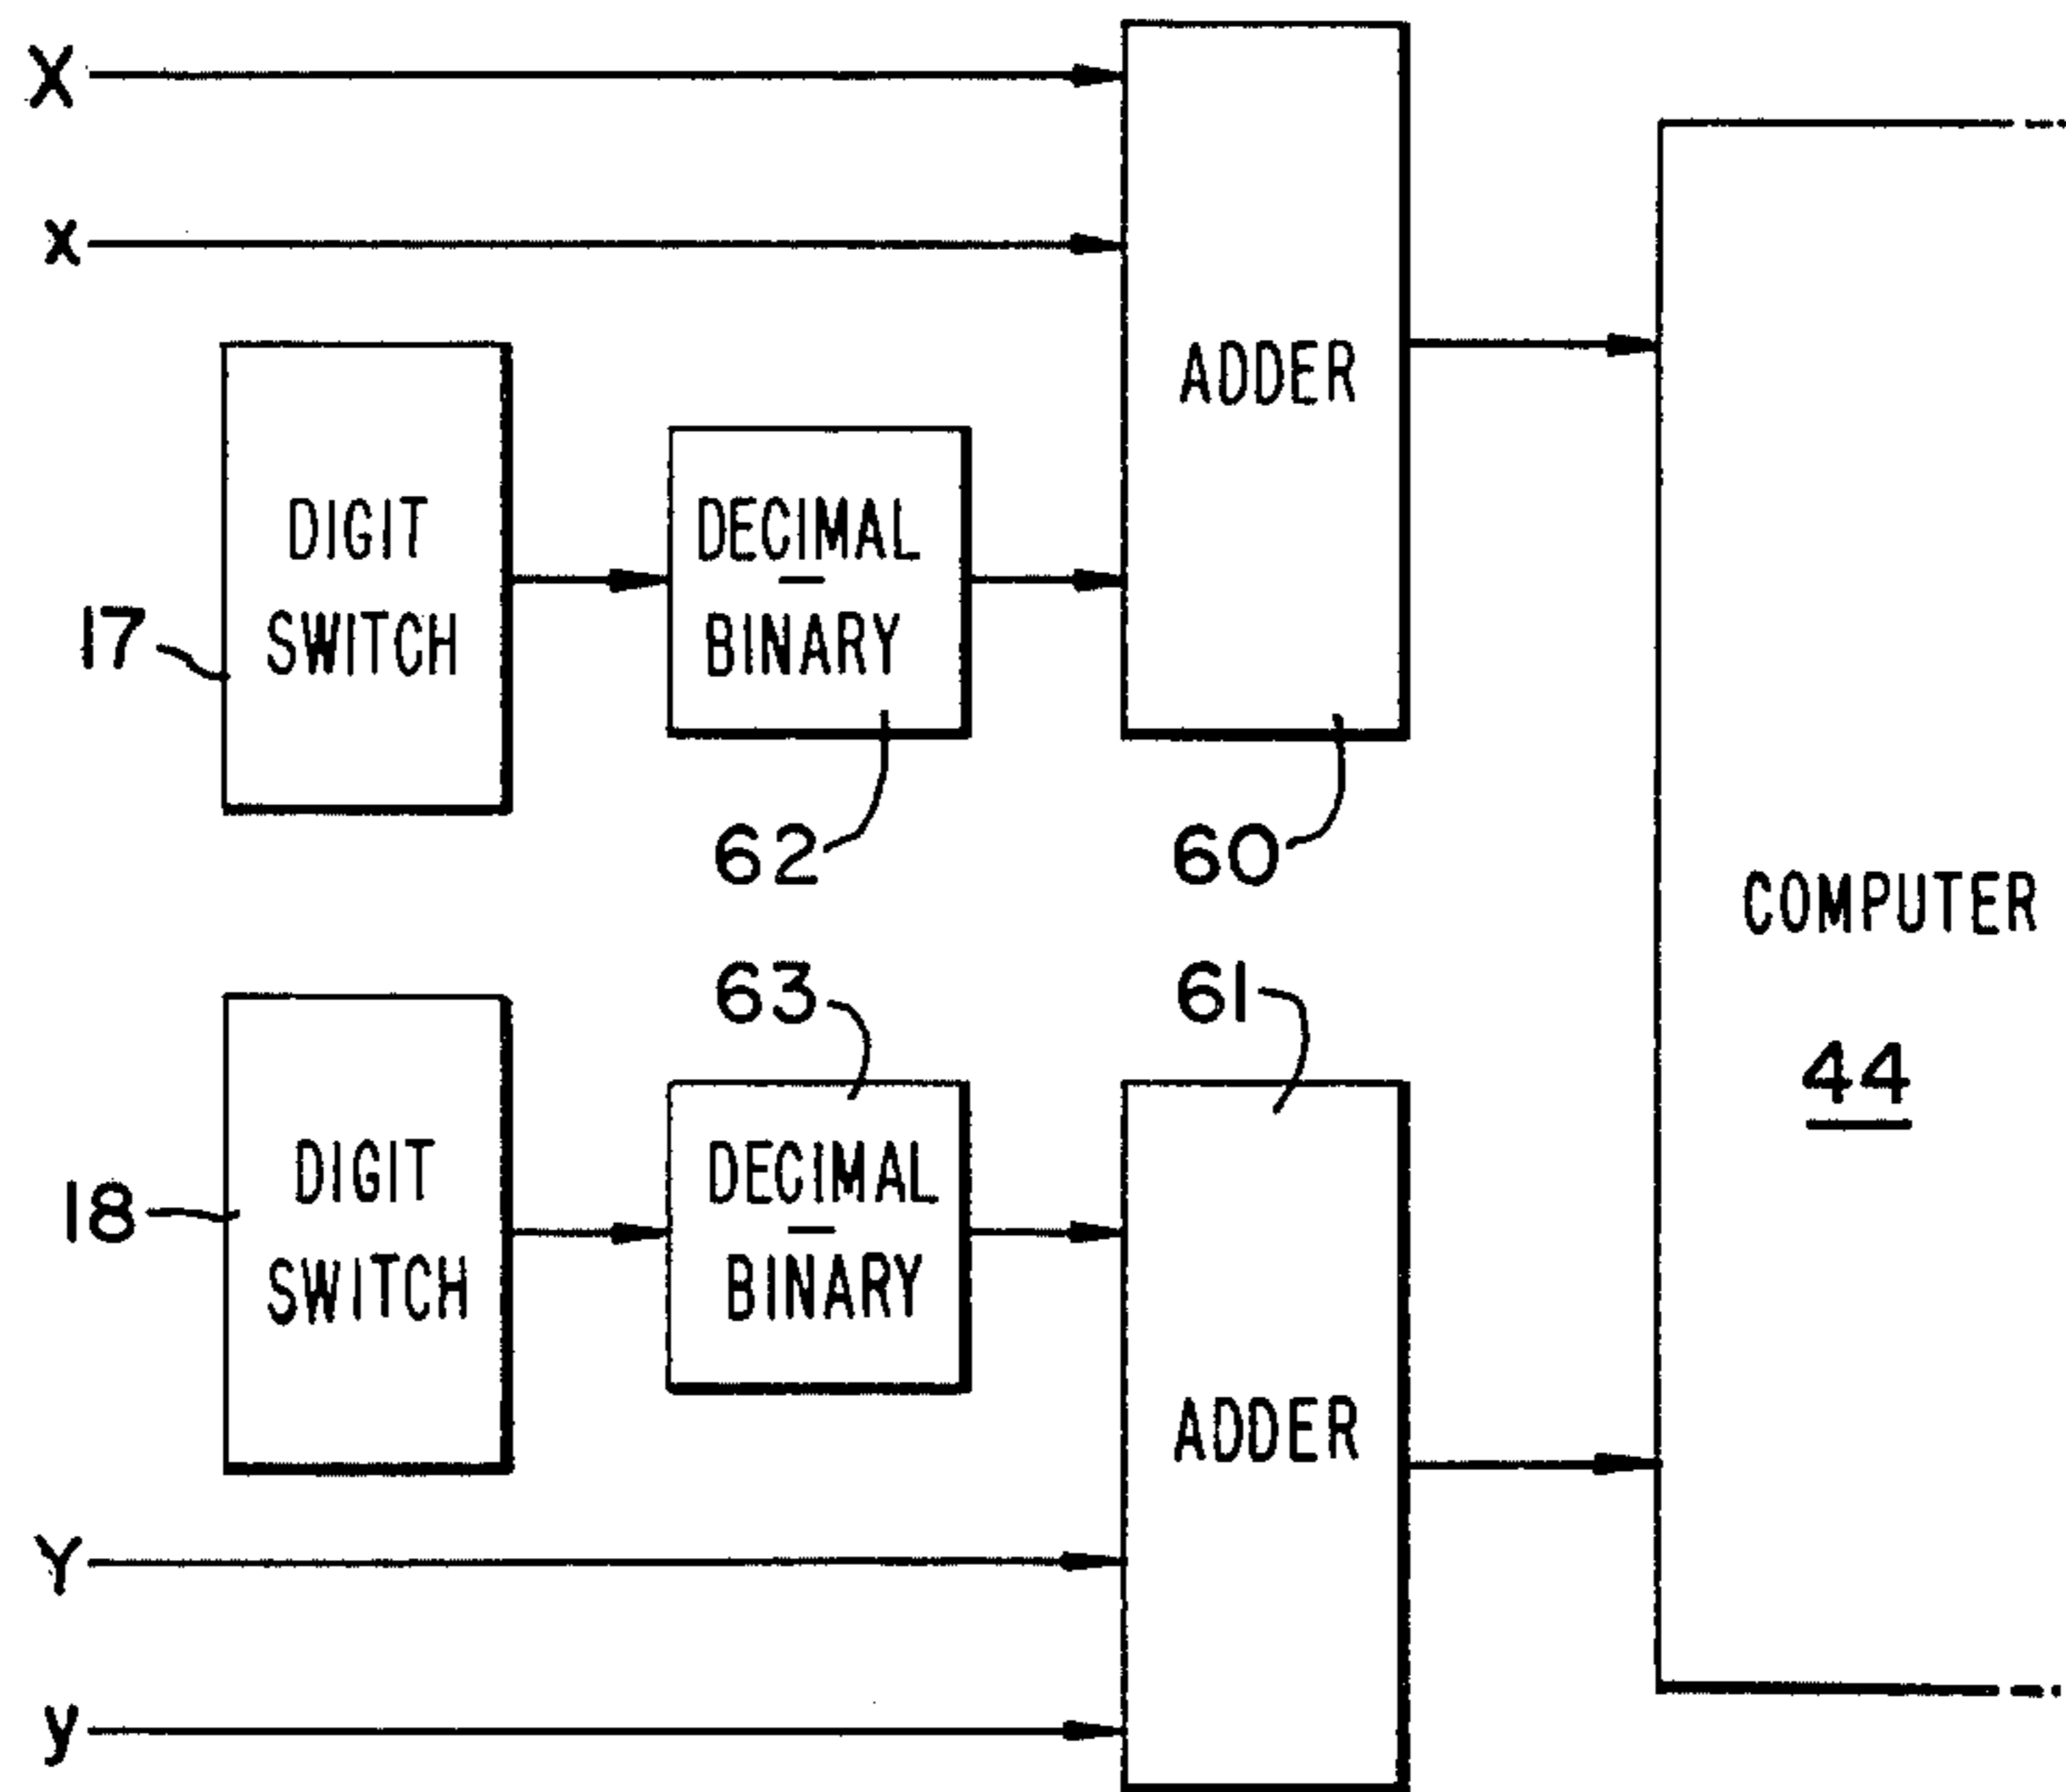 X
x
ADDER
DIGIT
SWITCH
17
DECIMAL
—
BINARY
62
60
COMPUTER
44
63
61
DIGIT
SWITCH
18
DECIMAL
—
BINARY
ADDER
Y
y